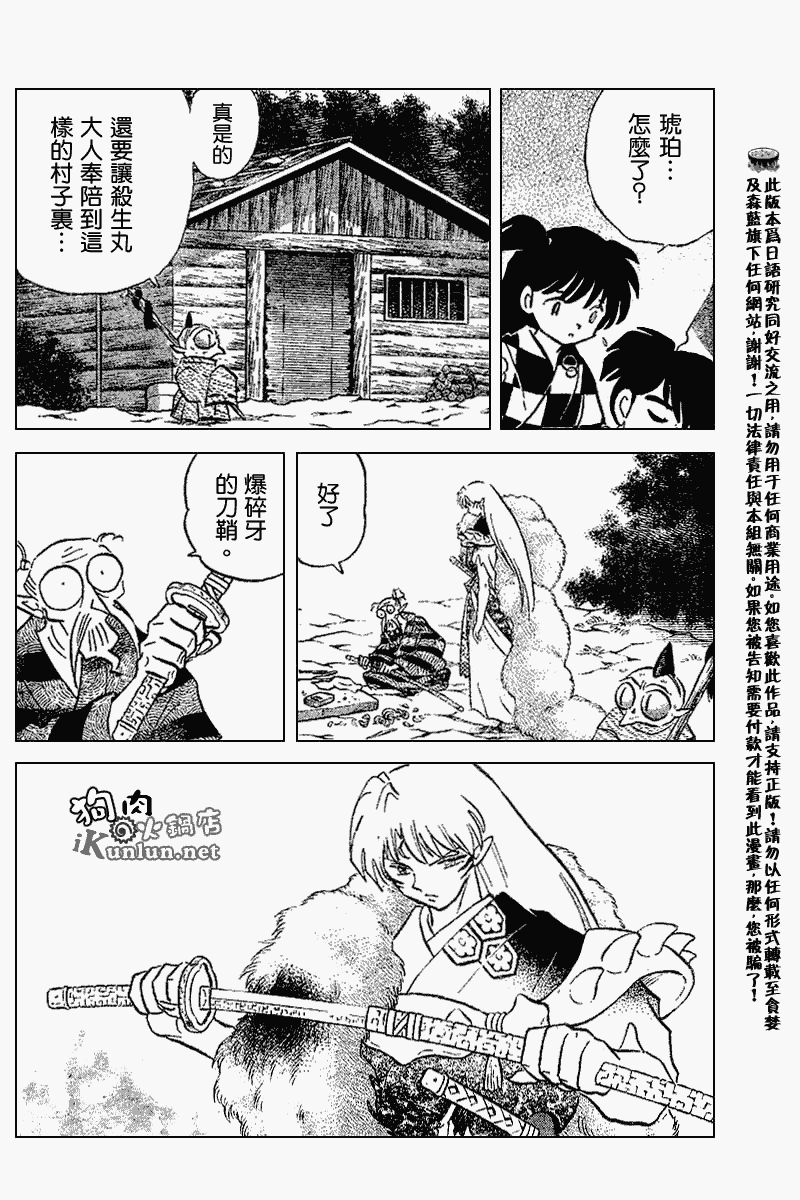 琥珀…
怎麼了?
真是的
還要讓殺生丸
大人奉陪到這
樣的村子裏…
好了
爆碎牙
的刀鞘。
狗肉
火鍋店
iKunlun.net
此版本爲日語研究同好交流之用,請勿用于任何商業用途。如您喜歡此作品,請支持正版!請勿以任何形式轉載至貪婪
及森藍旗下任何網站,謝謝!一切法律責任與本組無關。如果您被告知需要付款才能看到此漫畫,那麼,您被騙了!